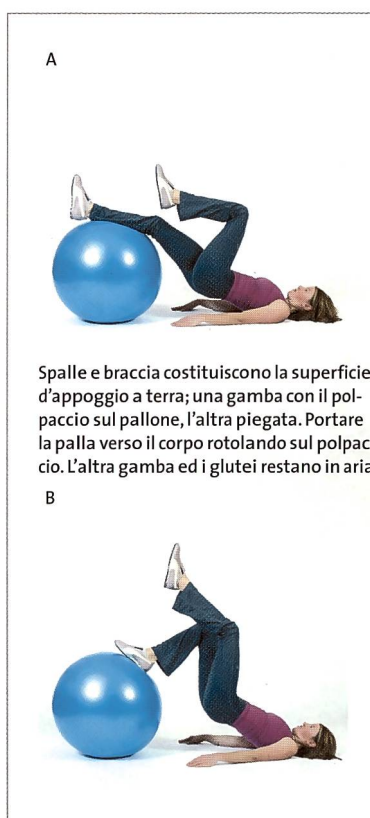 A
Spalle e braccia costituiscono la superficie
d'appoggio a terra; una gamba con il pol-
paccio sul pallone, l'altra piegata. Portare
la palla verso il corpo rotolando sul polpac
cio. L'altra gamba ed i glutei restano in aria
B